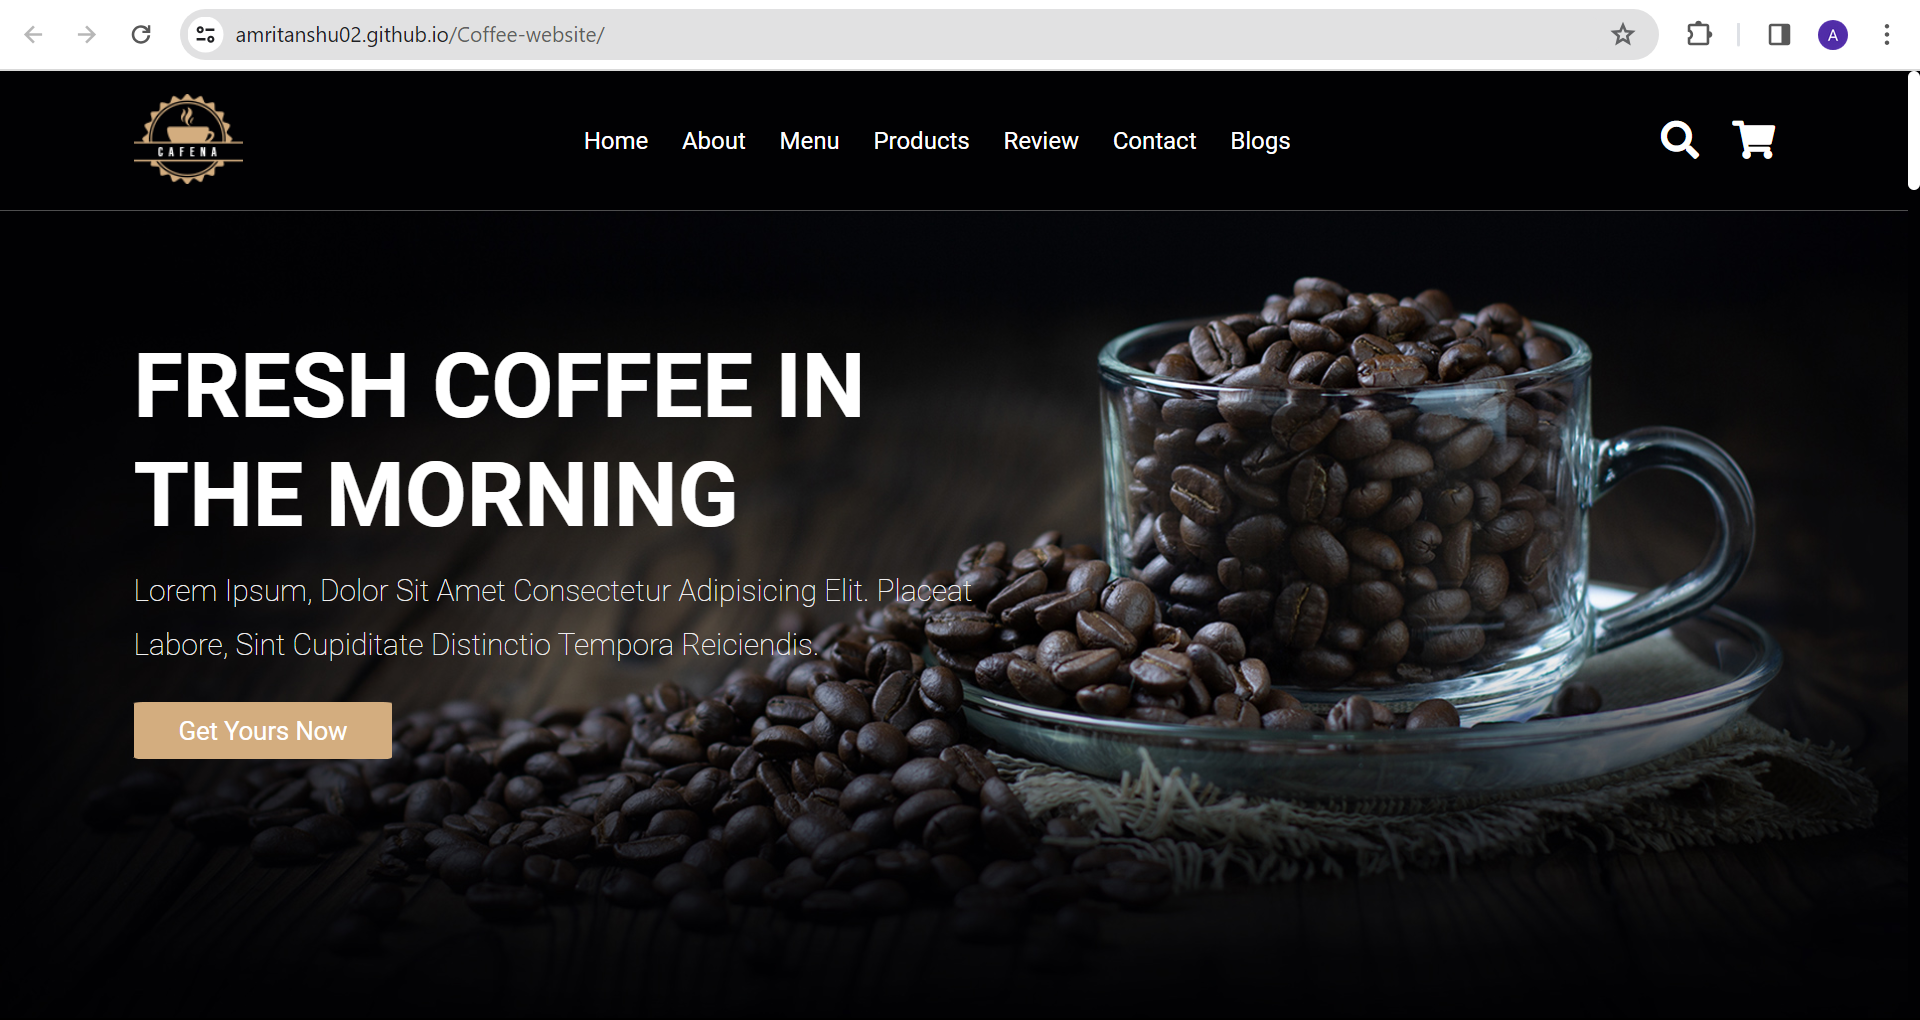 amritanshu02.github.io/Coffee-website/
A
CAFENA
Home About Menu Products Review Contact Blogs
FRESH COFFEE IN
THE MORNING
Lorem Ipsum, Dolor Sit Amet Consectetur Adipisicing Elit. Placeat
Labore, Sint Cupiditate Distinctio Tempora Reiciendis.
Get Yours Now